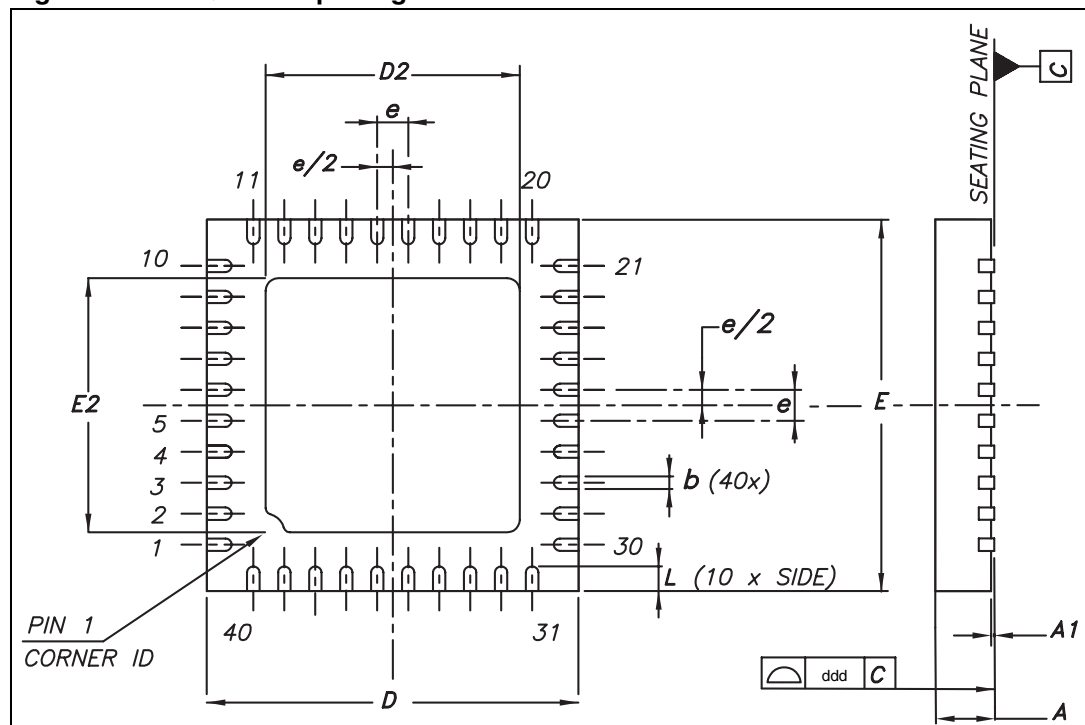 D2
SEATING PLANE
C
e
e/2
11
20
10
21
e/2
E2
5
e
E
4
3
b (40x)
2
1
30
L (10 x SIDE)
PIN 1
CORNER ID
40
31
A1
ddd C
D
A